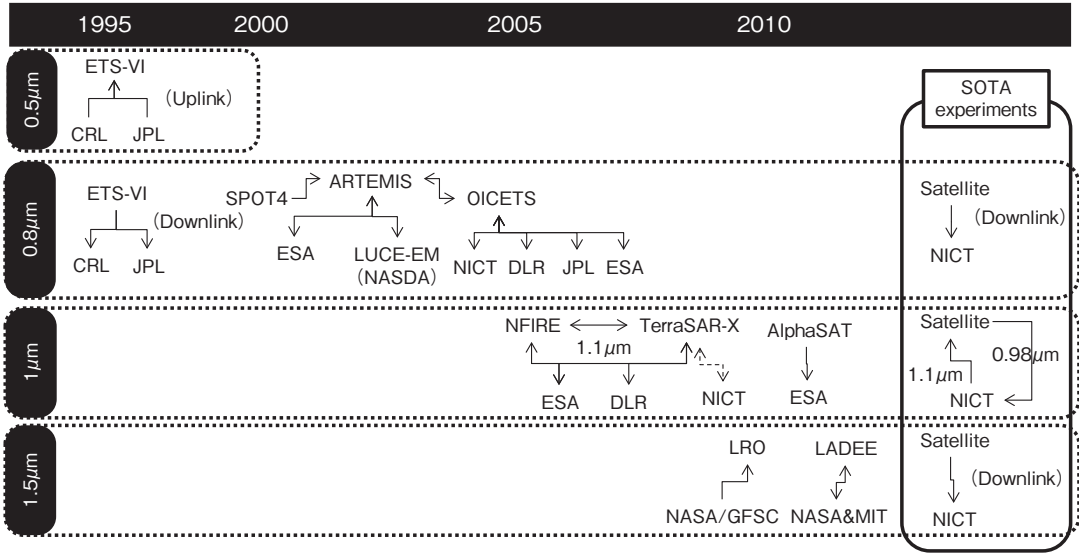 1995 2000 2005 2010
0.5μm
ETS-VI
(Uplink)
CRL JPL
SOTA
experiments
0.8μm
ETS-VI
(Downlink)
CRL JPL
SPOT4
ARTEMIS
OICETS
ESA
LUCE-EM
(NASDA)
NICT DLR JPL ESA
Satellite
(Downlink)
NICT
1μm
NFIRE TerraSAR-X
1.1μm
AlphaSAT
ESA DLR NICT ESA
Satellite
0.98μm
1.1μm
NICT
1.5μm
LRO LADEE
NASA/GFSC NASA&MIT
Satellite
(Downlink)
NICT